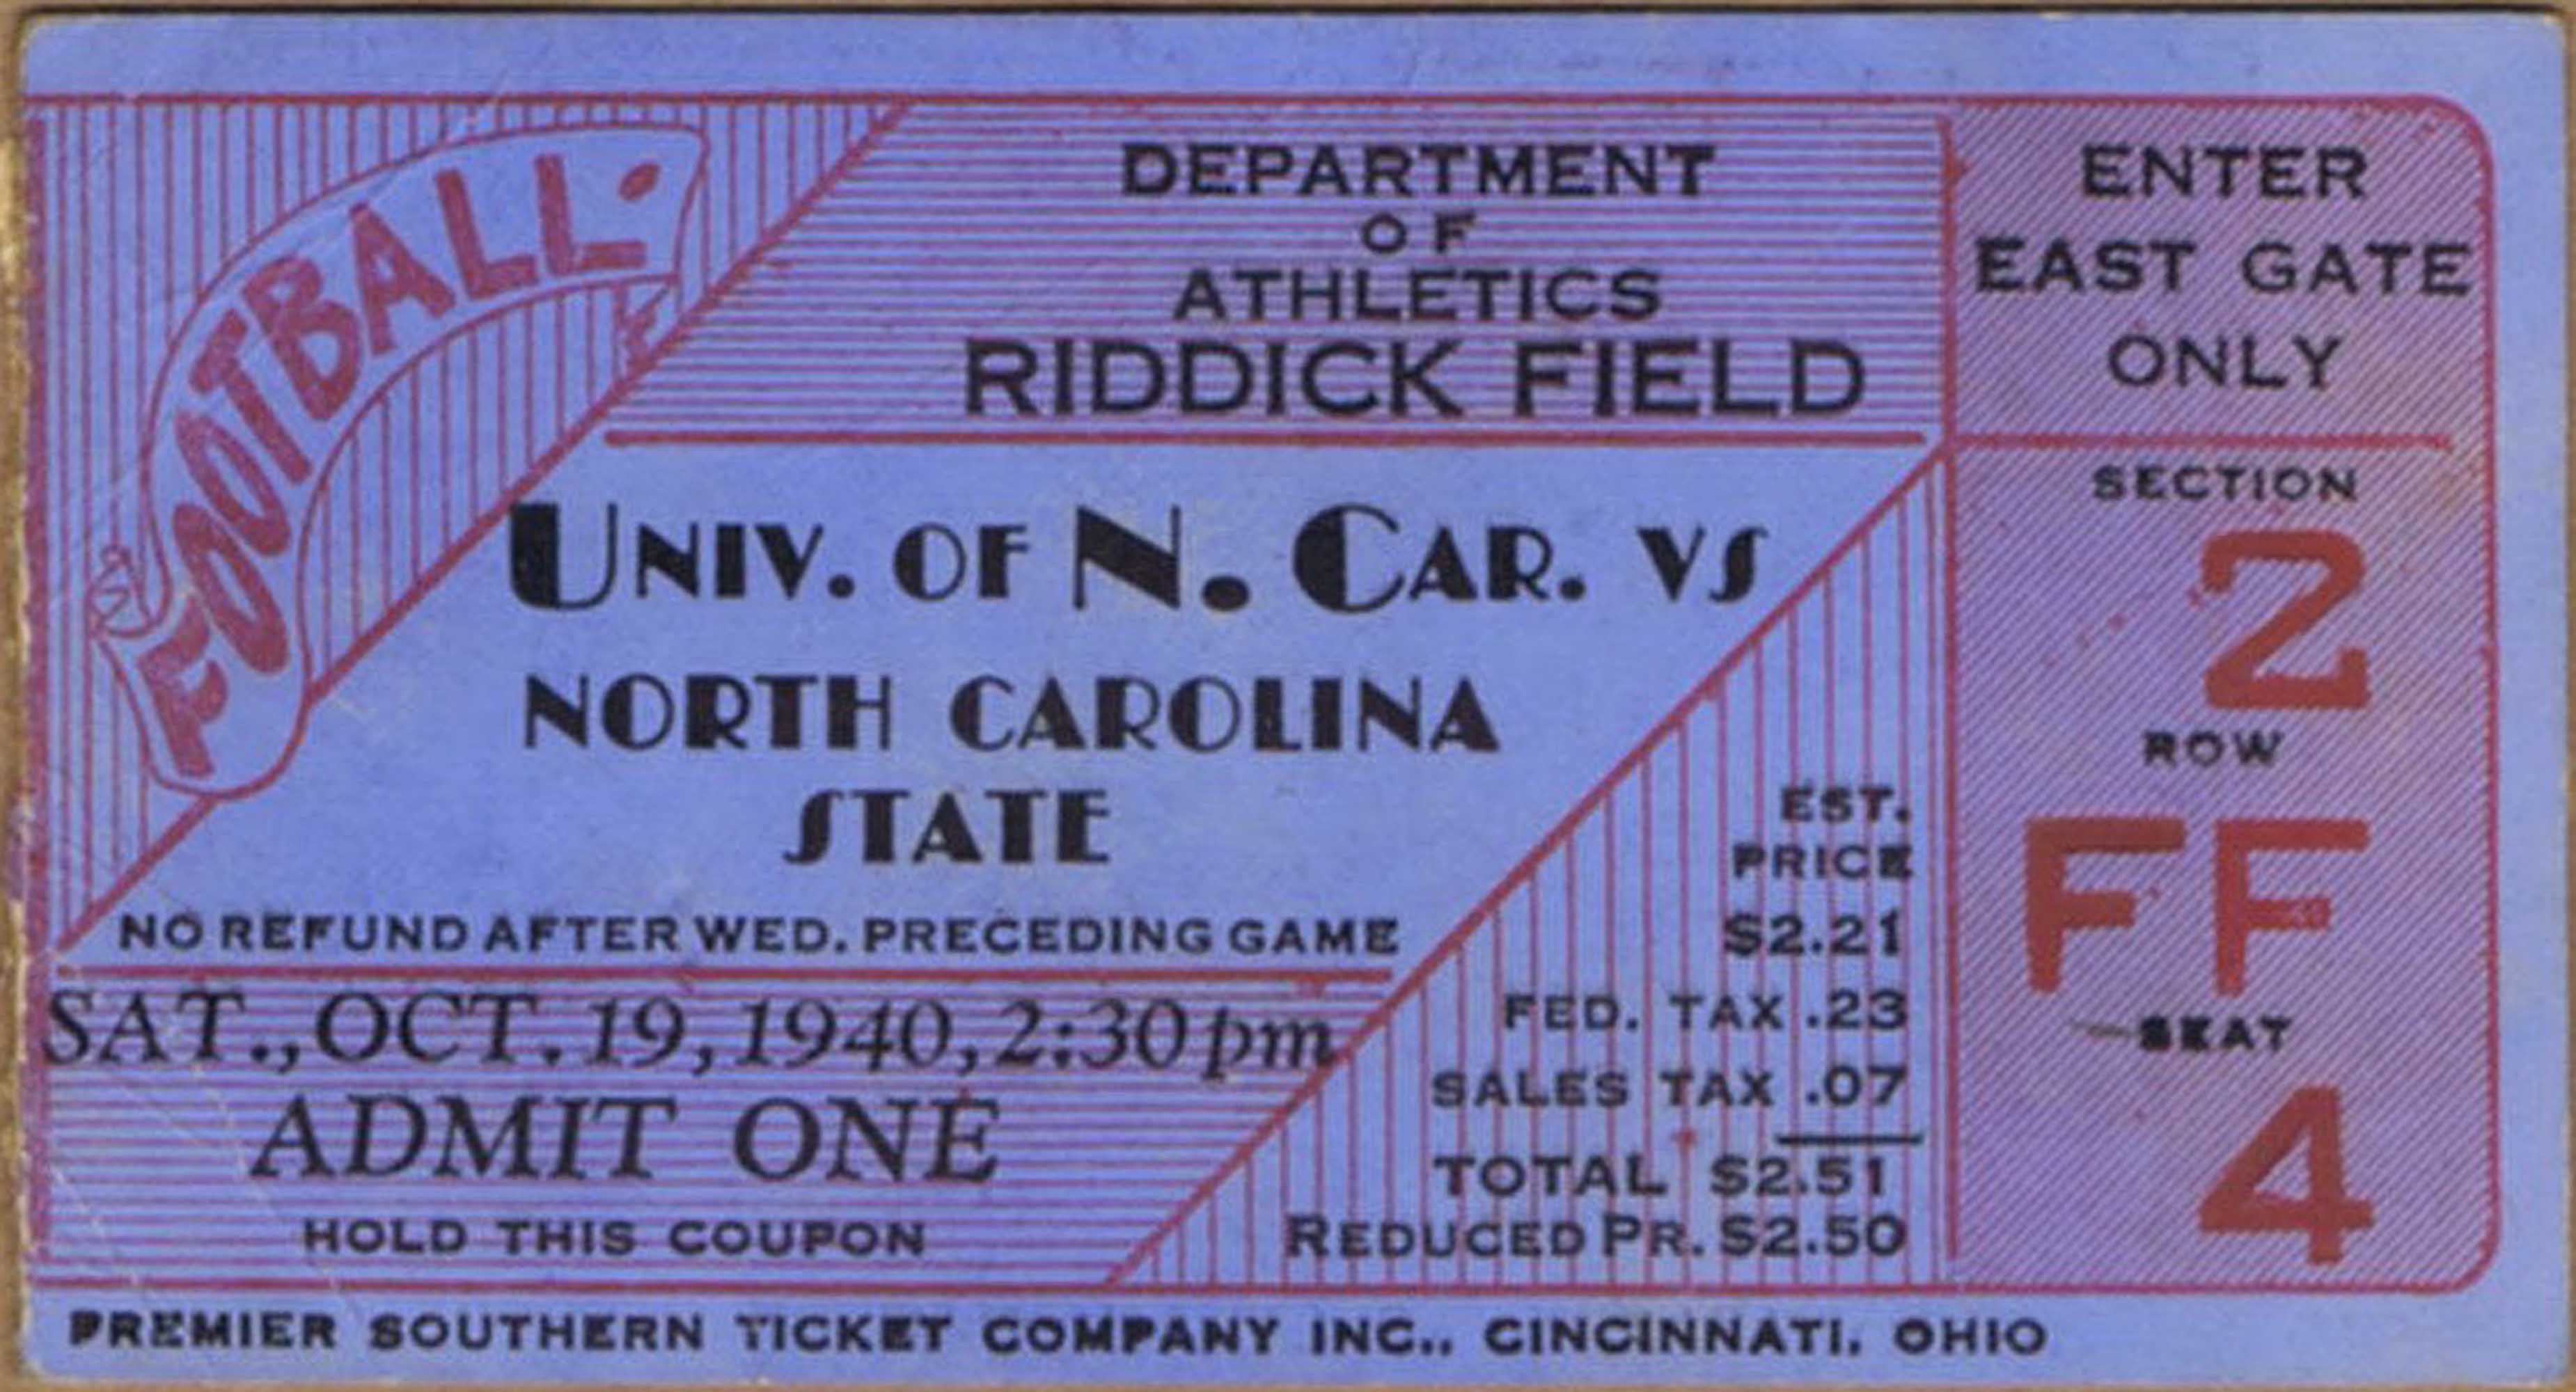 FOOTBALL.
DEPARTMENT
OF
ATHLETICS
RIDDICK FIELD
UNIV. OF N. CAR. VS
NORTH CAROLINA
STATE
NO REFUND AFTER WED. PRECEDING GAME
SAT., OCT. 19, 1940, 2:30 pm
ADMIT ONE
HOLD THIS COUPON
EST.
PRICE
$2.21
FED. TAX .23
SALES TAX .07
TOTAL $2.51
REDUCED PR. $2.50
ENTER
EAST GATE
ONLY
SECTION
2
ROW
FF
SEAT
4
PREMIER SOUTHERN TICKET COMPANY INC., CINCINNATI, OHIO